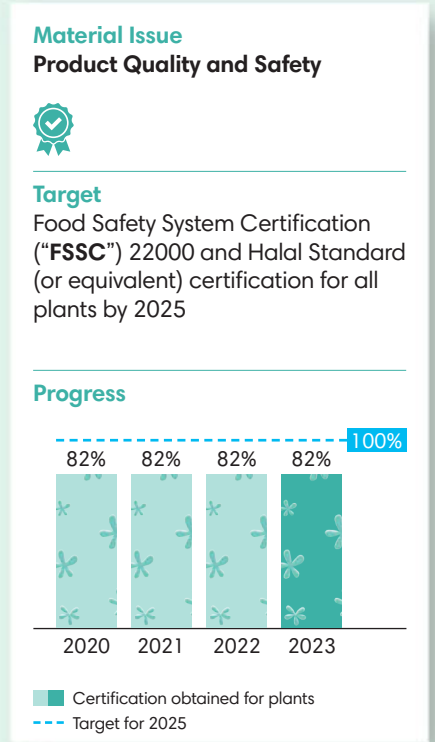 Material Issue
Product Quality and Safety
Target
Food Safety System Certification
(“FSSC”) 22000 and Halal Standard
(or equivalent) certification for all
plants by 2025
Progress
100%
82% 82% 82% 82%
2020 2021 2022 2023
Certification obtained for plants
Target for 2025